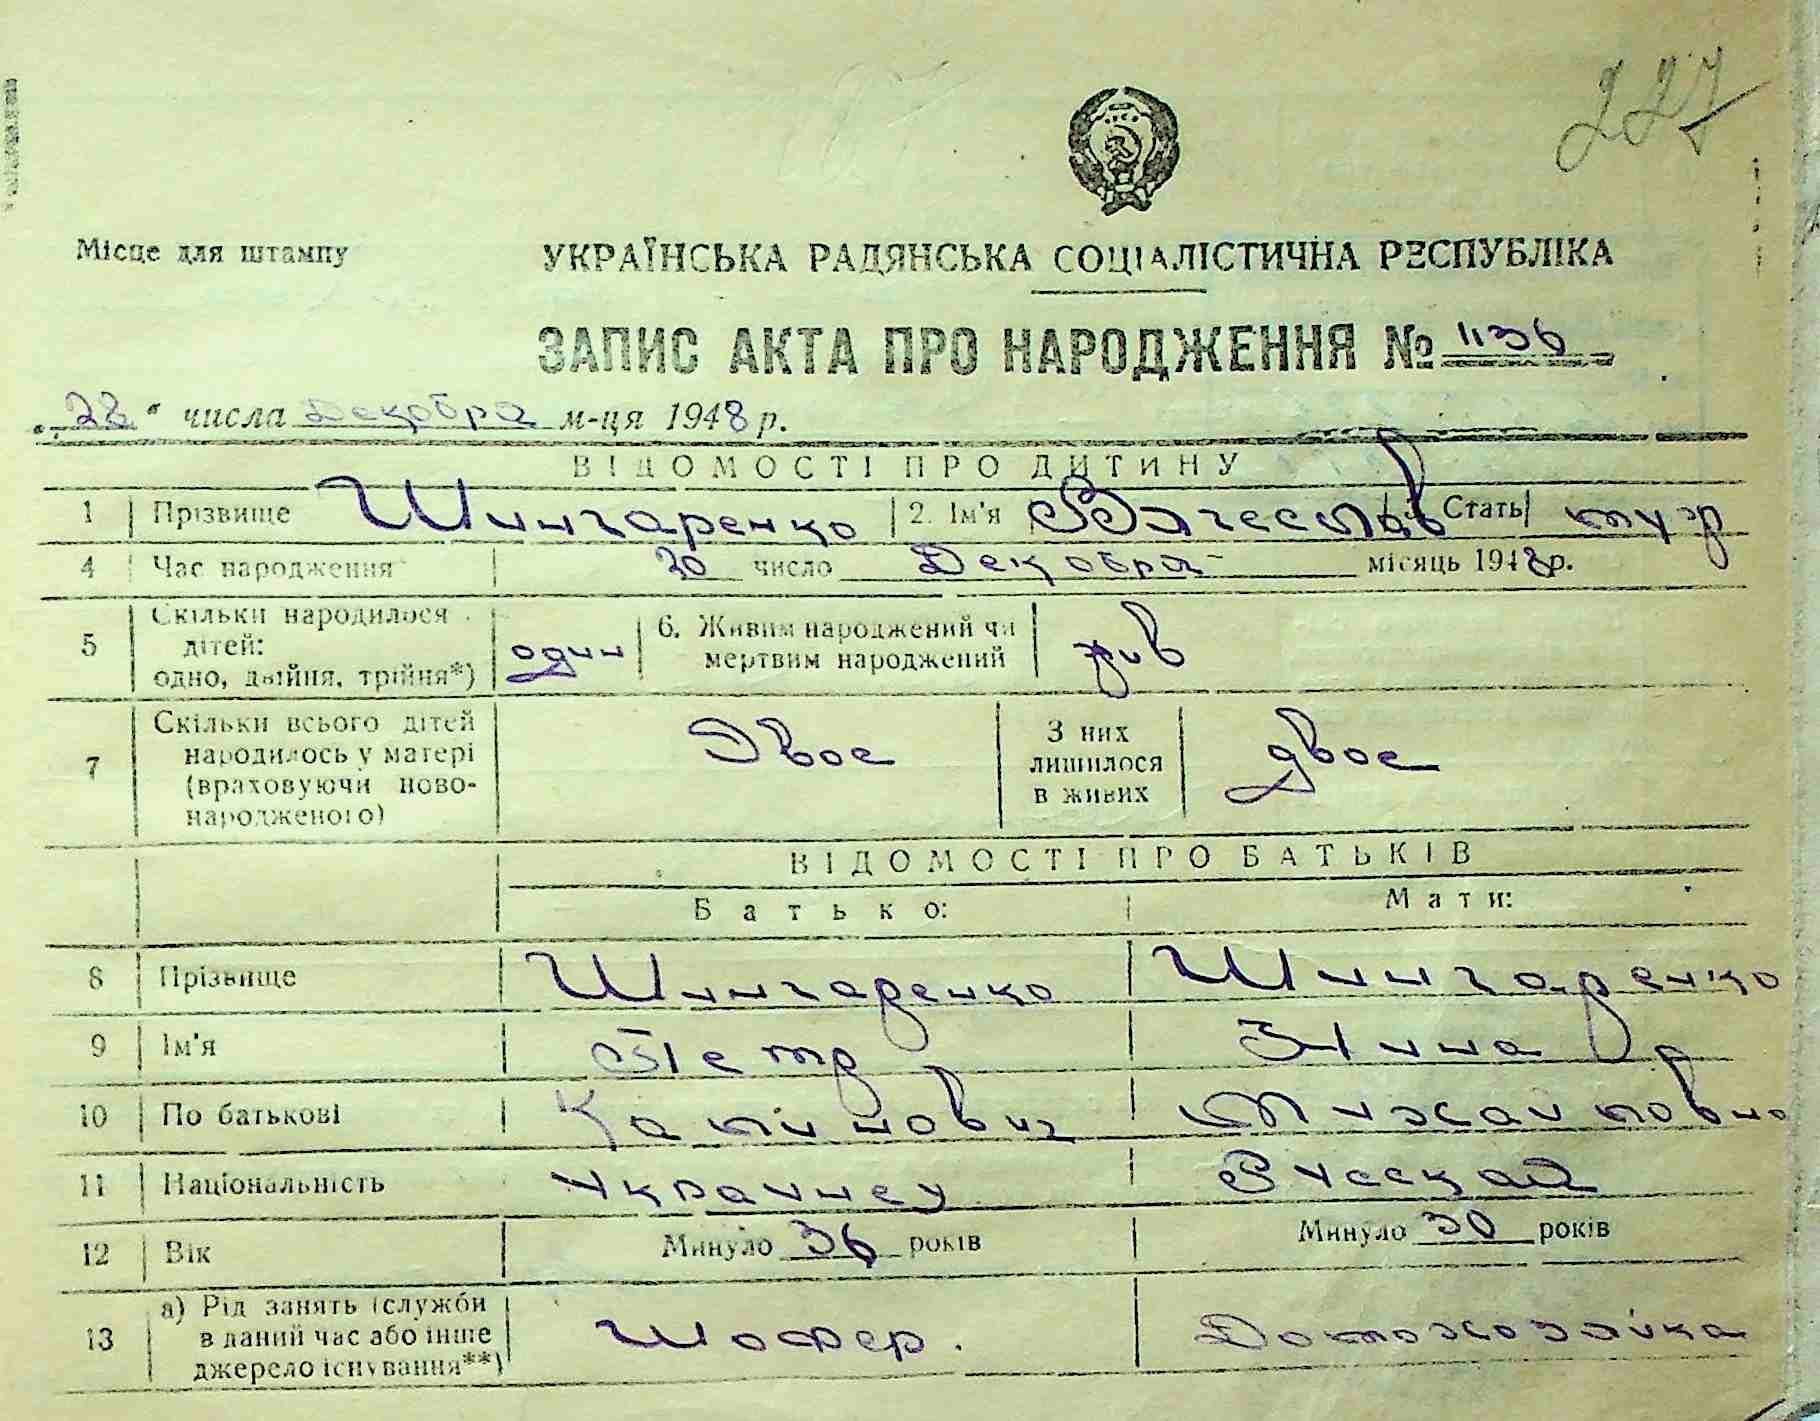 227
Місце для штампу
УКРАЇНСЬКА РАДЯНСЬКА СОЦІАЛІСТИЧНА РЕСПУБЛІКА
ЗАПИС АКТА ПРО НАРОДЖЕННЯ № 1136
„28“ числа Декабра м-ця 1948 р.
ВІДОМОСТІ ПРО ДИТИНУ
1 Прізвище Шингаренко 2. Ім'я Вячеслав 3. Стать муж
4 Час народження 20 число Декабра місяць 1948 р.
5 Скільки народилося дітей: одно, двійня, трійня*) один 6. Живим народжений чи мертвим народжений жив
7 Скільки всього дітей народилось у матері (враховуючи новонародженого) Двое З них лишилося в живих двое
ВІДОМОСТІ ПРО БАТЬКІВ
Батько: Мати:
8 Прізвище Шингаренко Шингаренко
9 Ім'я Петр Нина
10 По батькові Михайловна
11 Національність Украинец Русская
12 Вік Минуло 36 років Минуло 30 років
13 а) Рід занять (служби в даний час або інше джерело існування**) Шофер. Домохозяйка